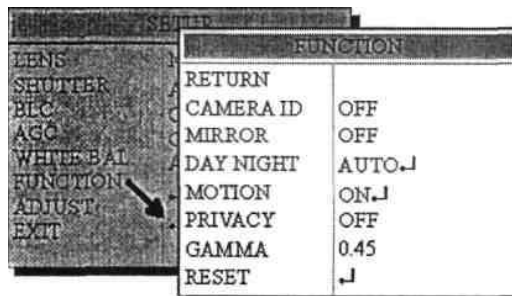 SETUP
FUNCTION
LENS
SHUTTER
BLC
AGC
WHITE BAL
FUNCTION
ADJUST
EXIT
RETURN
CAMERA ID OFF
MIRROR OFF
DAY NIGHT AUTO↵
MOTION ON↵
PRIVACY OFF
GAMMA 0.45
RESET ↵